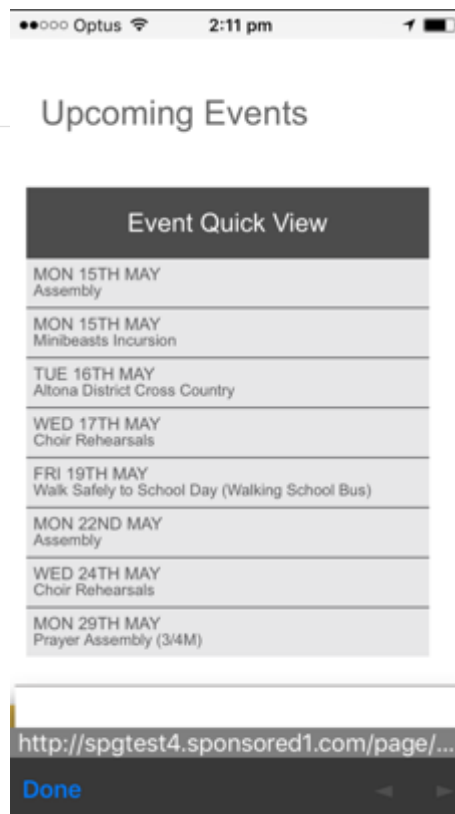 Optus 2:11 pm
Upcoming Events
Event Quick View
MON 15TH MAY
Assembly
MON 15TH MAY
Minibeasts Incursion
TUE 16TH MAY
Altona District Cross Country
WED 17TH MAY
Choir Rehearsals
FRI 19TH MAY
Walk Safely to School Day (Walking School Bus)
MON 22ND MAY
Assembly
WED 24TH MAY
Choir Rehearsals
MON 29TH MAY
Prayer Assembly (3/4M)
http://spgtest4.sponsored1.com/page/...
Done